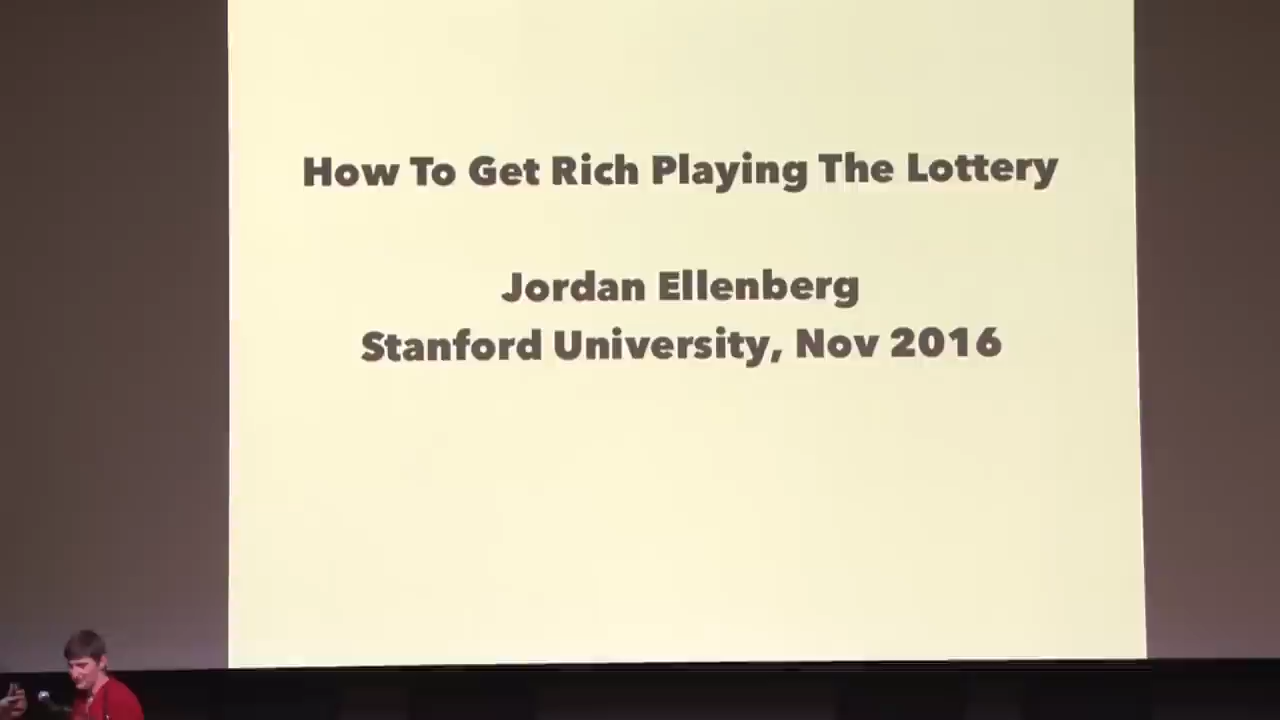 How To Get Rich Playing The Lottery
Jordan Ellenberg
Stanford University, Nov 2016